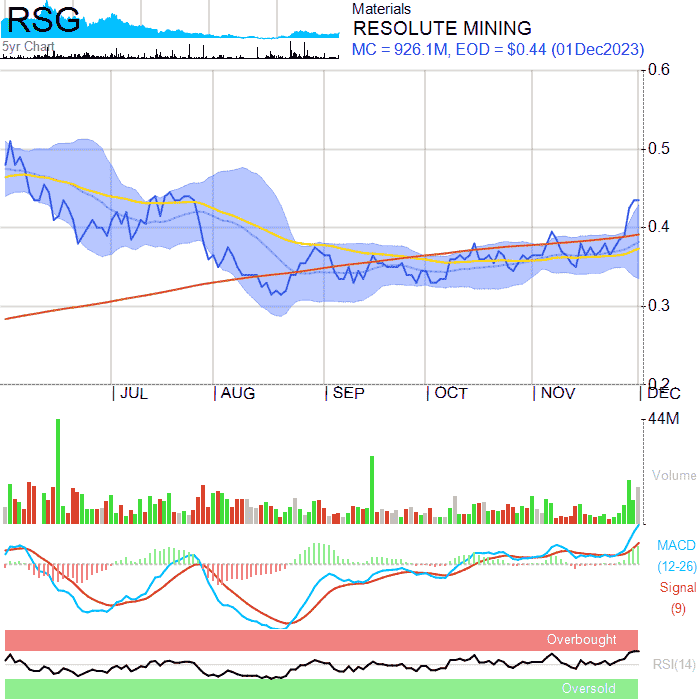 RSG
5yr Chart
Materials
RESOLUTE MINING
MC = 926.1M, EOD = $0.44 (01Dec2023)
0.6
0.5
0.4
0.3
0.2
JUL AUG SEP OCT NOV DEC
44M
Volume
MACD
(12-26)
Signal
(9)
Overbought
RSI(14)
Oversold